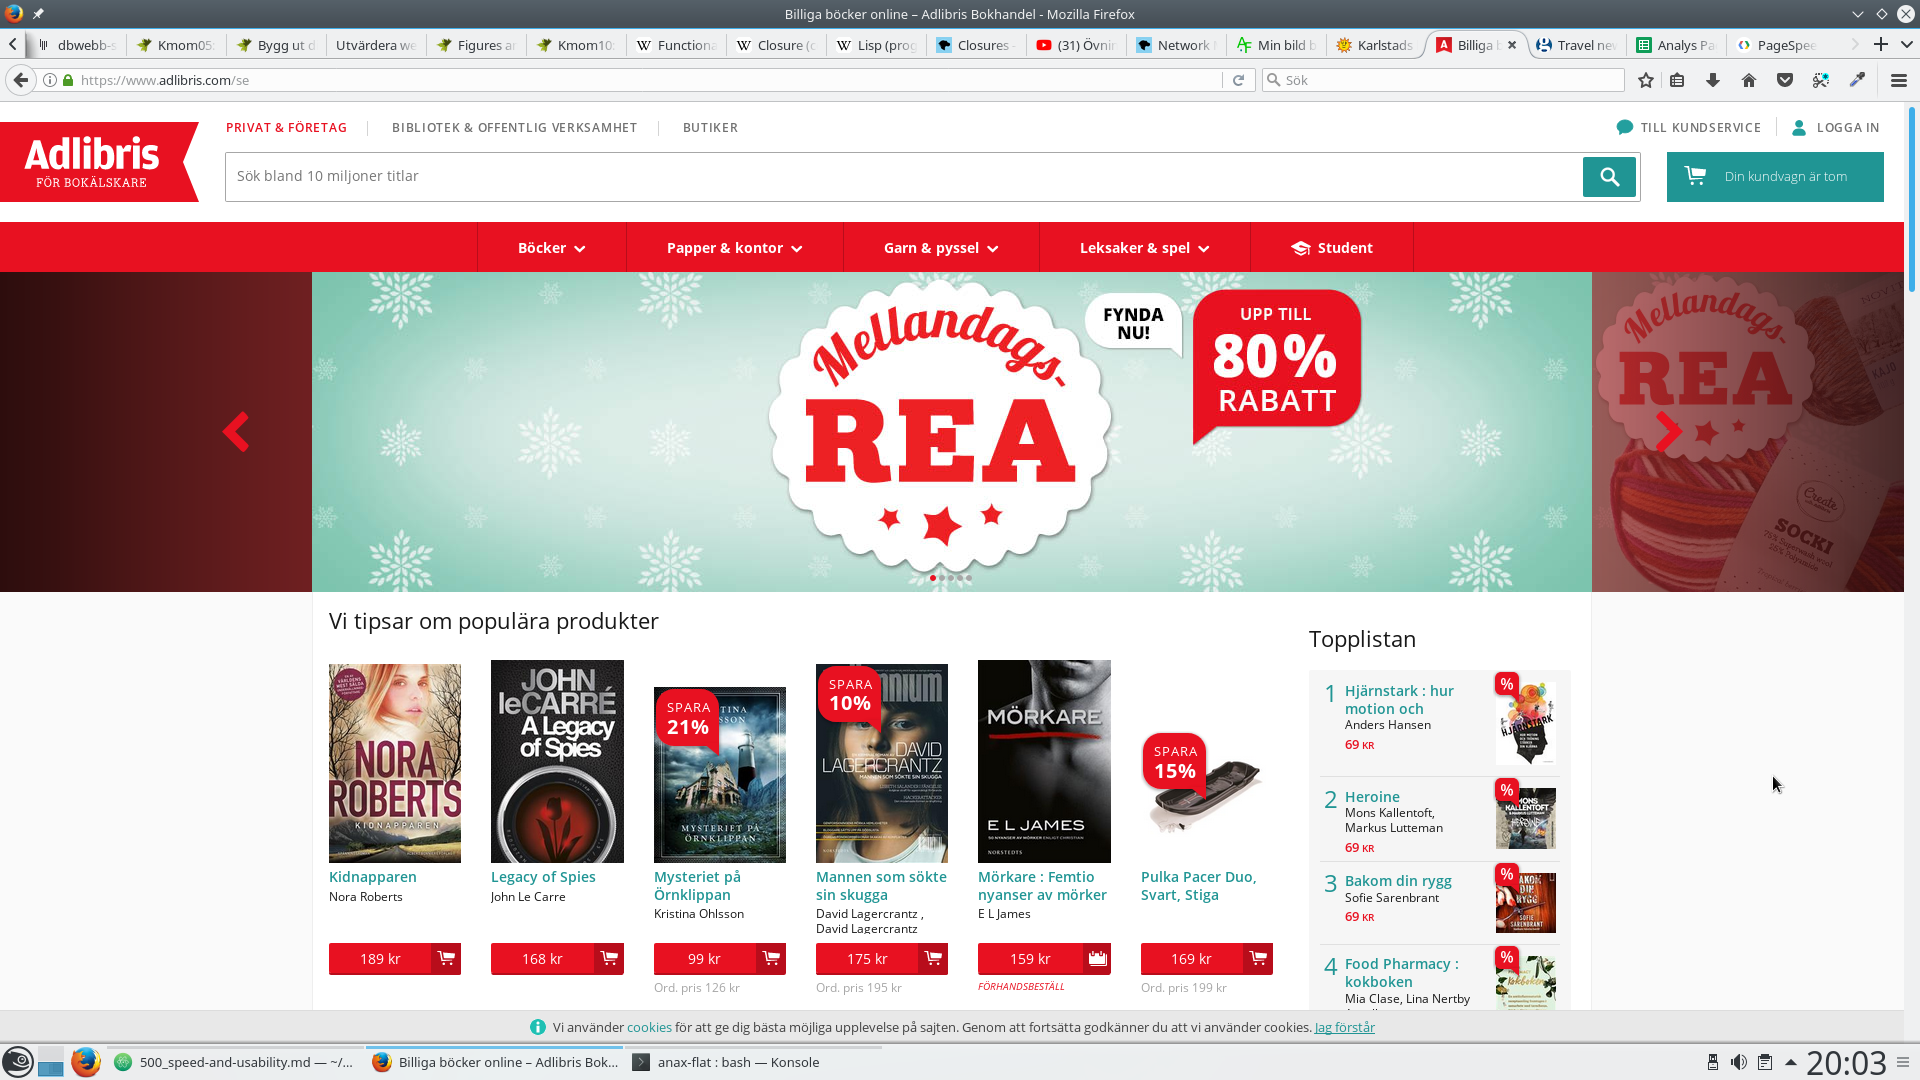 Billiga böcker online – Adlibris Bokhandel - Mozilla Firefox
dbwebb-s Kmom05: Bygg ut d Utvärdera we Figures an Kmom10: Functiona Closure (c Lisp (prog Closures - (31) Övnin Network Min bild b Karlstads Billiga b Travel nev Analys Pa PageSpee
https://www.adlibris.com/se
Sök
PRIVAT & FÖRETAG BIBLIOTEK & OFFENTLIG VERKSAMHET BUTIKER TILL KUNDSERVICE LOGGA IN
Adlibris
FÖR BOKÄLSKARE
Sök bland 10 miljoner titlar
Din kundvagn är tom
Böcker Papper & kontor Garn & pyssel Leksaker & spel Student
Mellandags-
REA
FYNDA
NU!
UPP TILL
80%
RABATT
Mellandags-
REA
Create
SOCKI
Vi tipsar om populära produkter
NORA
ROBERTS
KIDNAPPAREN
JOHN
leCARRÉ
A Legacy
of Spies
SPARA
21%
MYSTERIET PÅ
ÖRNKLIPPAN
SPARA
10%
DAVID
LAGERCRANTZ
MANNEN SOM SÖKTE SIN SKUGGA
MÖRKARE
E L JAMES
NORSTEDTS
SPARA
15%
Kidnapparen
Nora Roberts
189 kr
Legacy of Spies
John Le Carre
168 kr
Mysteriet på
Örnklippan
Kristina Ohlsson
99 kr
Ord. pris 126 kr
Mannen som sökte
sin skugga
David Lagercrantz ,
David Lagercrantz
175 kr
Ord. pris 195 kr
Mörkare : Femtio
nyanser av mörker
E L James
159 kr
FÖRHANDSBESTÄLL
Pulka Pacer Duo,
Svart, Stiga
169 kr
Ord. pris 199 kr
Topplistan
1 Hjärnstark : hur
motion och
Anders Hansen
69 KR
%
HJÄRNSTARK
2 Heroine
Mons Kallentoft,
Markus Lutteman
69 KR
%
3 Bakom din rygg
Sofie Sarenbrant
69 KR
%
4 Food Pharmacy :
kokboken
Mia Clase, Lina Nertby
%
Vi använder cookies för att ge dig bästa möjliga upplevelse på sajten. Genom att fortsätta godkänner du att vi använder cookies. Jag förstår
500_speed-and-usability.md — ~/... Billiga böcker online – Adlibris Bok... anax-flat : bash — Konsole 20:03